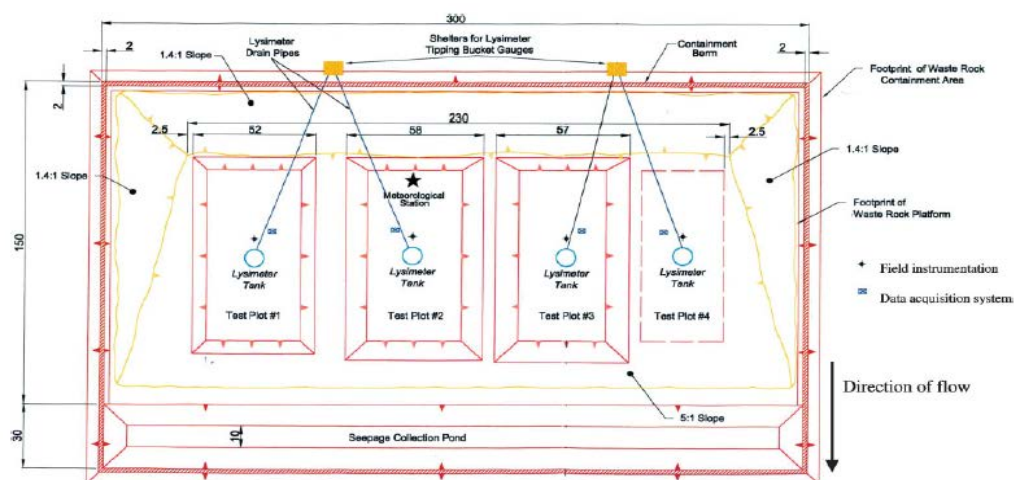 300
2
1.4:1 Slope
Lysimeter
Drain Pipes
Shelters for Lysimeter
Tipping Bucket Gauges
Containment
Berm
2
Footprint of Waste Rock
Containment Area
2
2.5
230
2.5
52
58
57
1.4:1 Slope
1.4:1 Slope
Meteorological
Station
Footprint of
Waste Rock Platform
150
Lysimeter
Tank
Lysimeter
Tank
Lysimeter
Tank
Lysimeter
Tank
Field instrumentation
Data acquisition system
Test Plot #1
Test Plot #2
Test Plot #3
Test Plot #4
Direction of flow
5:1 Slope
30
10
Seepage Collection Pond